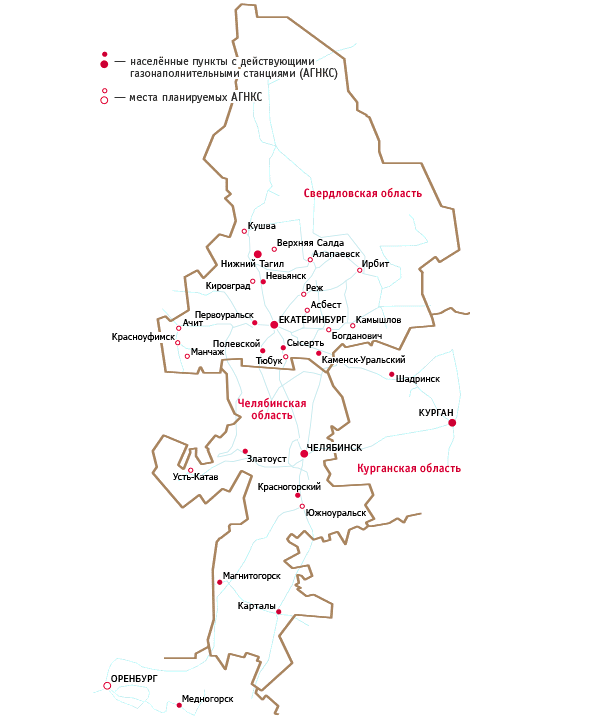 — населённые пункты с действующими
газонаполнительными станциями (АГНКС)
— места планируемых АГНКС
Свердловская область
Кушва
Верхняя Салда
Алапаевск
Нижний Тагил
Ирбит
Невьянск
Кировград
Реж
Асбест
Первоуральск
ЕКАТЕРИНБУРГ
Камышлов
Ачит
Богданович
Красноуфимск
Полевской
Сысерть
Манчаж
Тюбук
Каменск-Уральский
Шадринск
Челябинская
область
КУРГАН
ЧЕЛЯБИНСК
Златоуст
Курганская область
Усть-Катав
Красногорский
Южноуральск
Магнитогорск
Карталы
ОРЕНБУРГ
Медногорск